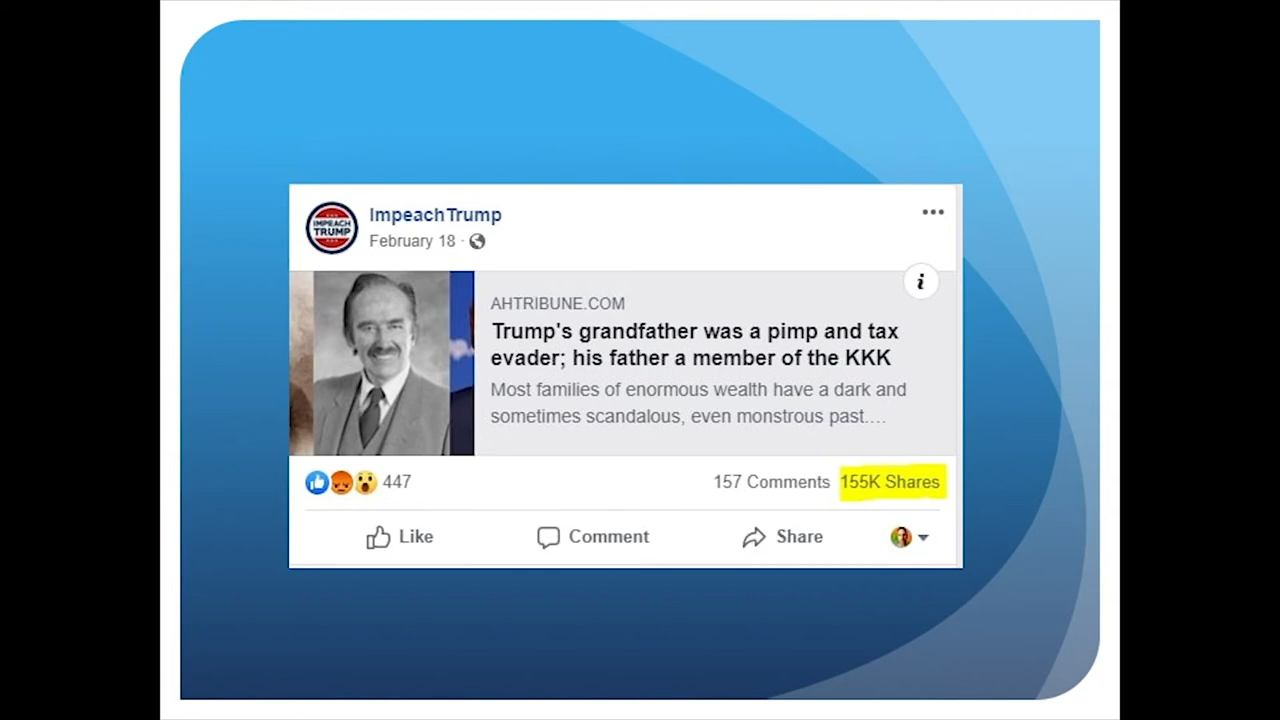 IMPEACH
TRUMP
ImpeachTrump
February 18 ·
AHTRIBUNE.COM
Trump's grandfather was a pimp and tax
evader; his father a member of the KKK
Most families of enormous wealth have a dark and
sometimes scandalous, even monstrous past....
447
157 Comments
155K Shares
Like
Comment
Share